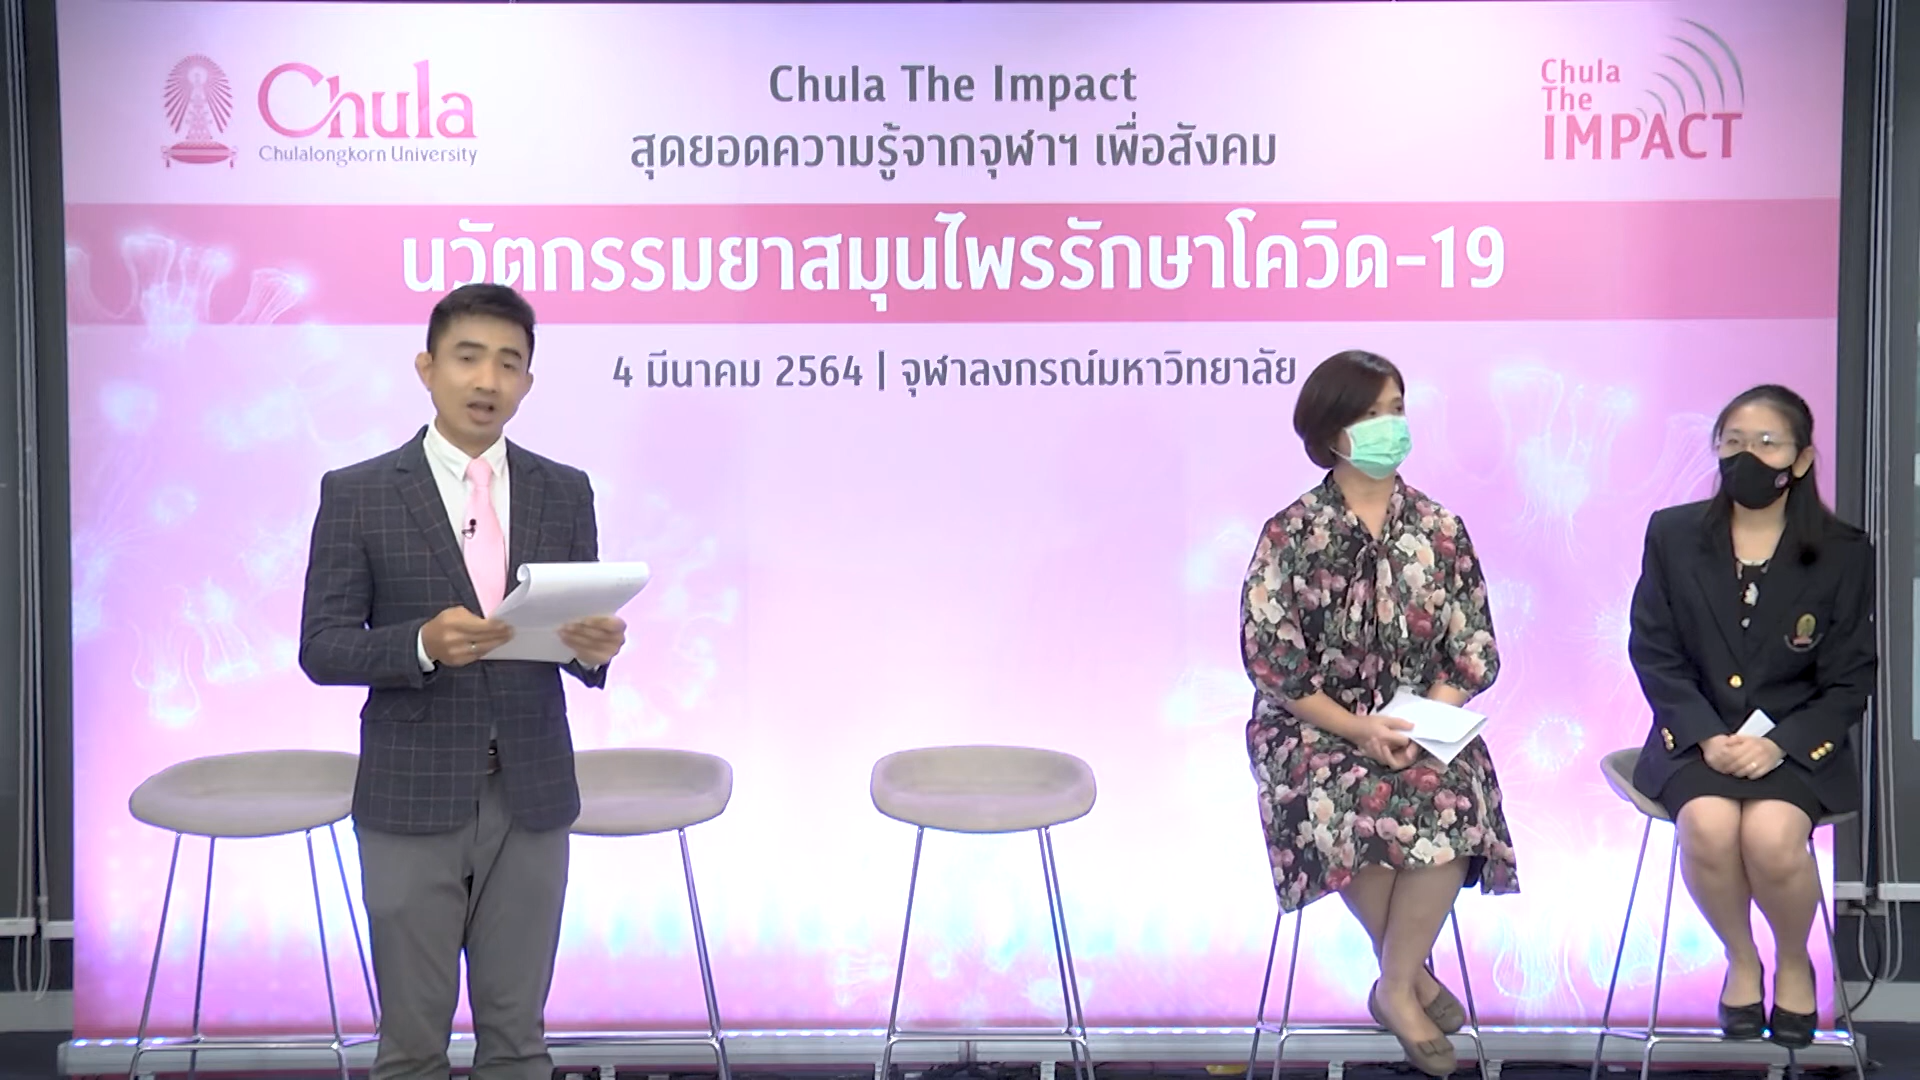 Chula
Chulalongkorn University
Chula The Impact
สุดยอดความรู้จากจุฬาฯ เพื่อสังคม
Chula
The
IMPACT
นวัตกรรมยาสมุนไพรรักษาโควิด-19
4 มีนาคม 2564 | จุฬาลงกรณ์มหาวิทยาลัย